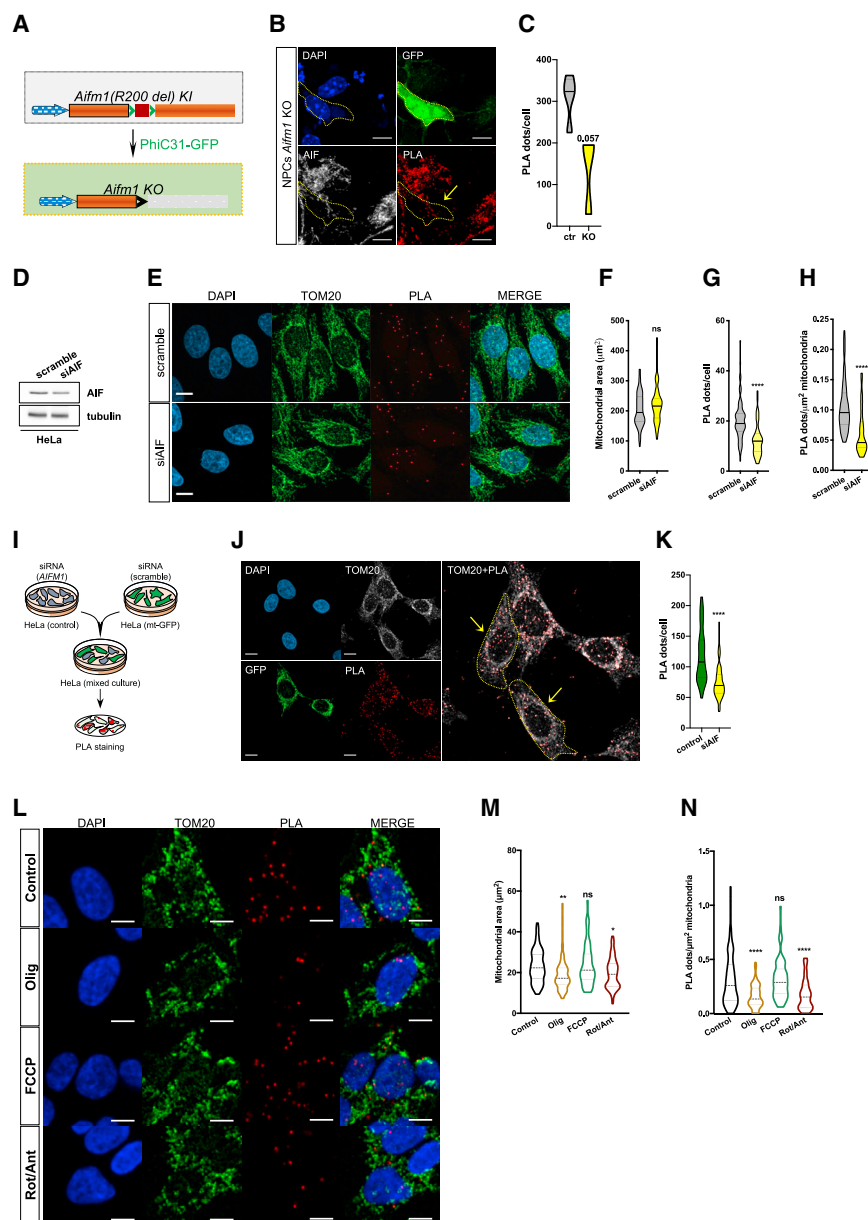 A
Aifm1(R200 del) KI
PhiC31-GFP
Aifm1 KO
B
NPCs Aifm1 KO
DAPI
GFP
AIF
PLA
C
PLA dots/cell
400
300
200
100
0
0.057
ctr
KO
D
scramble
siAIF
AIF
tubulin
HeLa
E
DAPI
TOM20
PLA
MERGE
scramble
siAIF
F
Mitochondrial area (μm²)
500
400
300
200
100
0
ns
scramble
siAIF
G
PLA dots/cell
60
40
20
0
****
scramble
siAIF
H
PLA dots/μm² mitochondria
0.25
0.20
0.15
0.10
0.05
0.00
****
scramble
siAIF
I
siRNA
(AIFM1)
siRNA
(scramble)
HeLa (control)
HeLa (mt-GFP)
HeLa (mixed culture)
PLA staining
J
DAPI
TOM20
TOM20+PLA
GFP
PLA
K
PLA dots/cell
250
200
150
100
50
0
****
control
siAIF
L
DAPI
TOM20
PLA
MERGE
Control
Olig
FCCP
Rot/Ant
M
Mitochondrial area (μm²)
80
60
40
20
0
**
ns
*
Control
Olig
FCCP
Rot/Ant
N
PLA dots/μm² mitochondria
1.5
1.0
0.5
0.0
****
ns
****
Control
Olig
FCCP
Rot/Ant